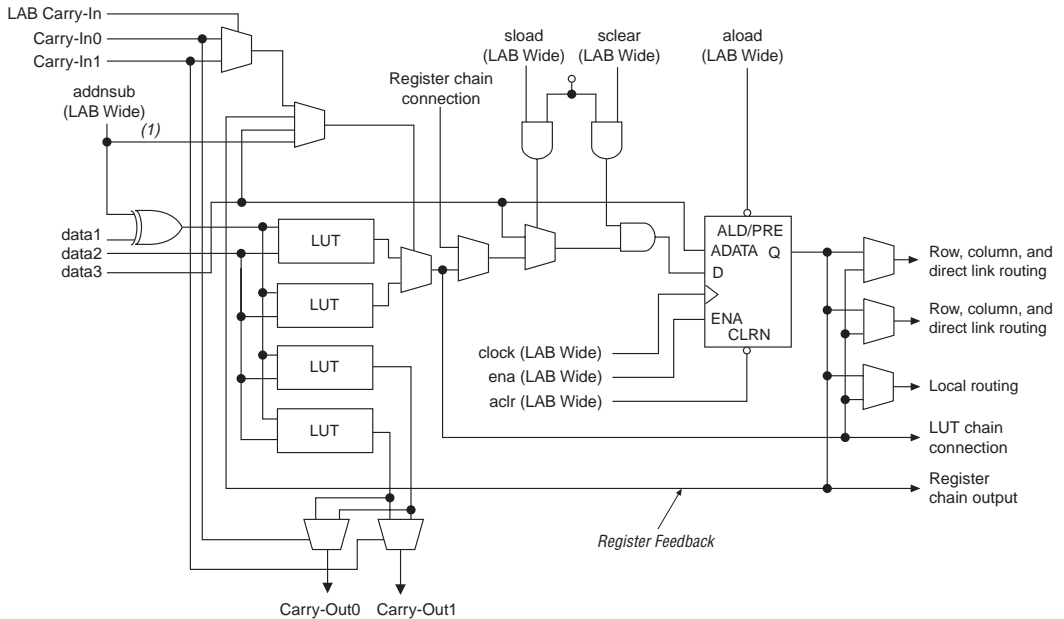 LAB Carry-In
Carry-In0
Carry-In1
addnsub
(LAB Wide)
(1)
data1
data2
data3
Register chain
connection
sload
(LAB Wide)
sclear
(LAB Wide)
aload
(LAB Wide)
LUT
LUT
LUT
LUT
ALD/PRE
ADATA
Q
D
ENA
CLRN
clock (LAB Wide)
ena (LAB Wide)
aclr (LAB Wide)
Row, column, and
direct link routing
Row, column, and
direct link routing
Local routing
LUT chain
connection
Register
chain output
Register Feedback
Carry-Out0
Carry-Out1